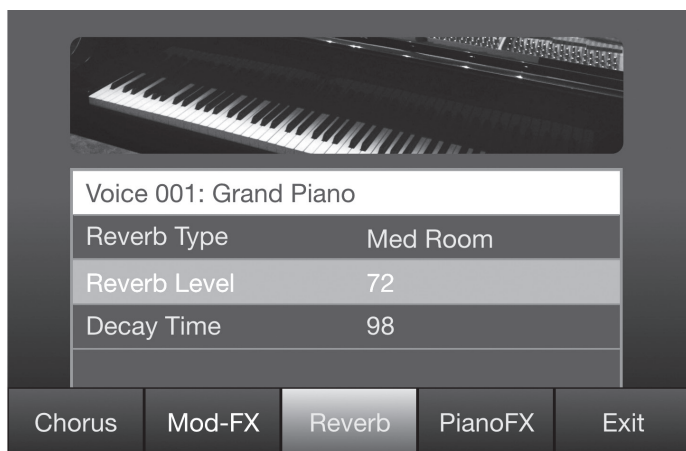 Voice 001: Grand Piano
Reverb Type Med Room
Reverb Level 72
Decay Time 98
Chorus Mod-FX Reverb PianoFX Exit